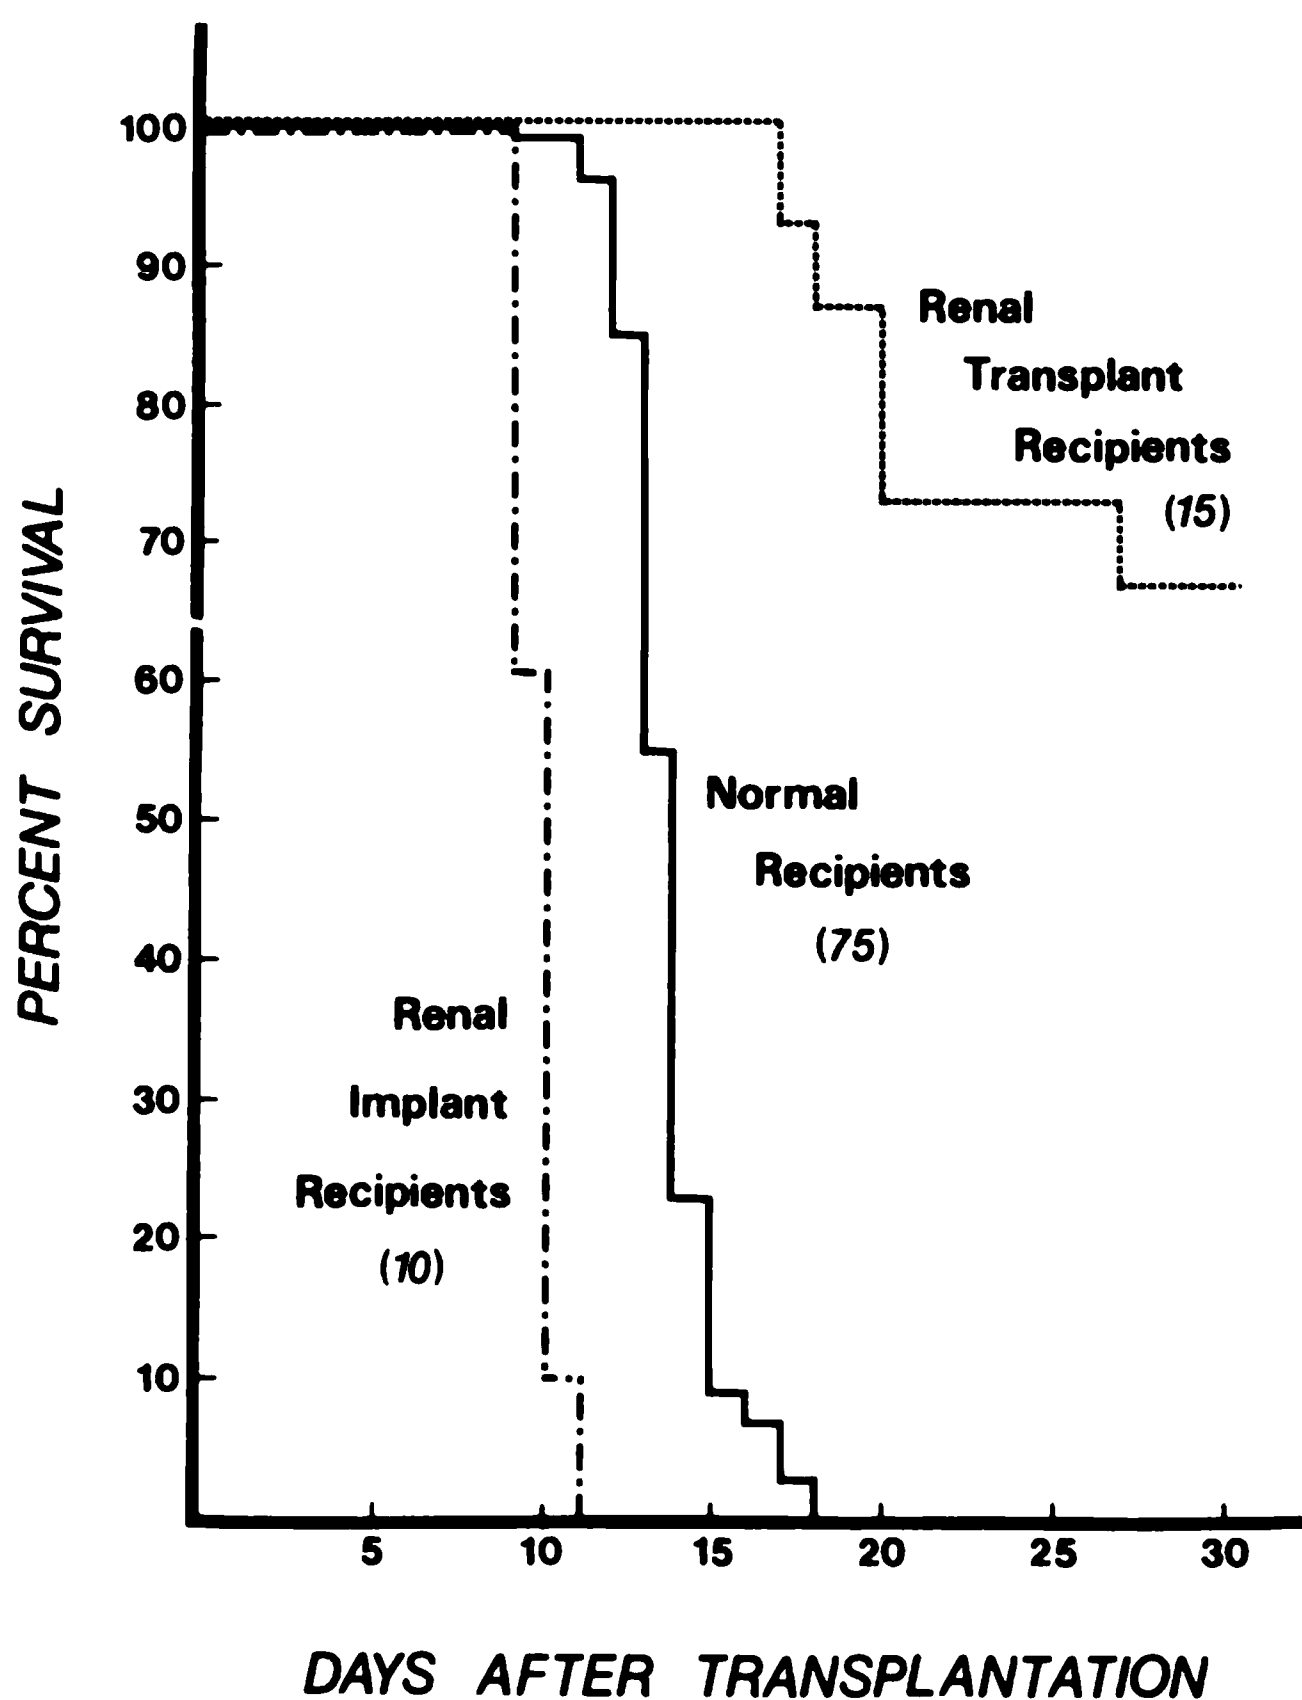 PERCENT SURVIVAL
100
90
80
70
60
50
40
30
20
10
Renal
Transplant
Recipients
(15)
Normal
Recipients
(75)
Renal
Implant
Recipients
(10)
5 10 15 20 25 30
DAYS AFTER TRANSPLANTATION